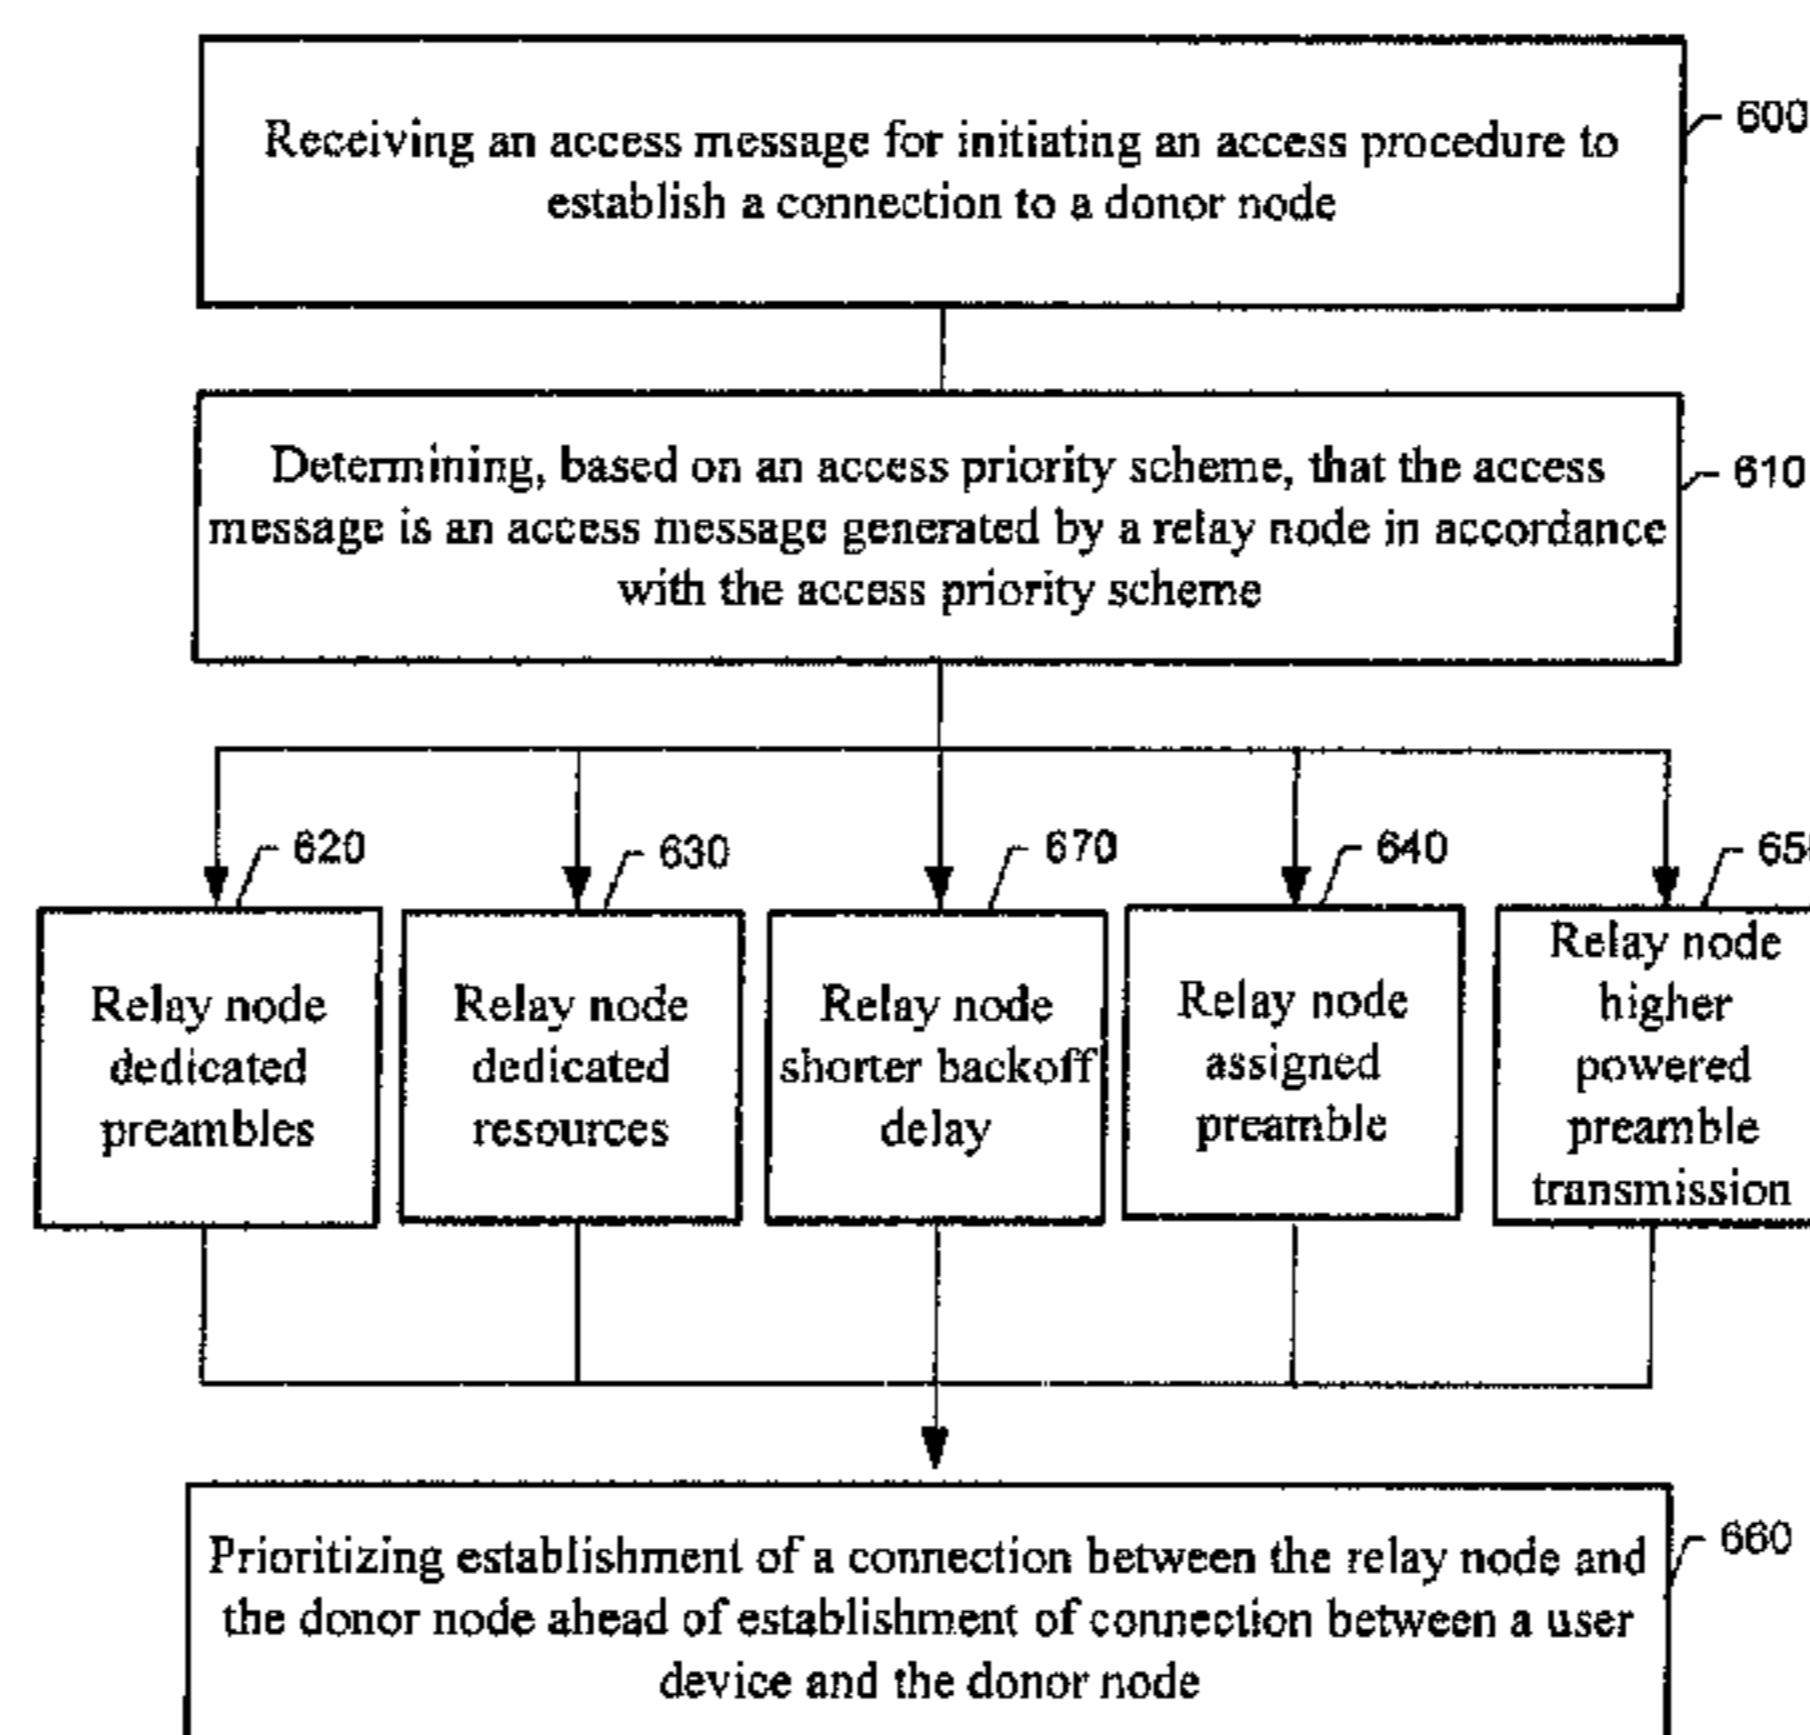 Receiving an access message for initiating an access procedure to
establish a connection to a donor node
600
Determining, based on an access priority scheme, that the access
message is an access message generated by a relay node in accordance
with the access priority scheme
610
620
Relay node
dedicated
preambles
630
Relay node
dedicated
resources
670
Relay node
shorter backoff
delay
640
Relay node
assigned
preamble
Relay node
higher
powered
preamble
transmission
Prioritizing establishment of a connection between the relay node and
the donor node ahead of establishment of connection between a user
device and the donor node
660